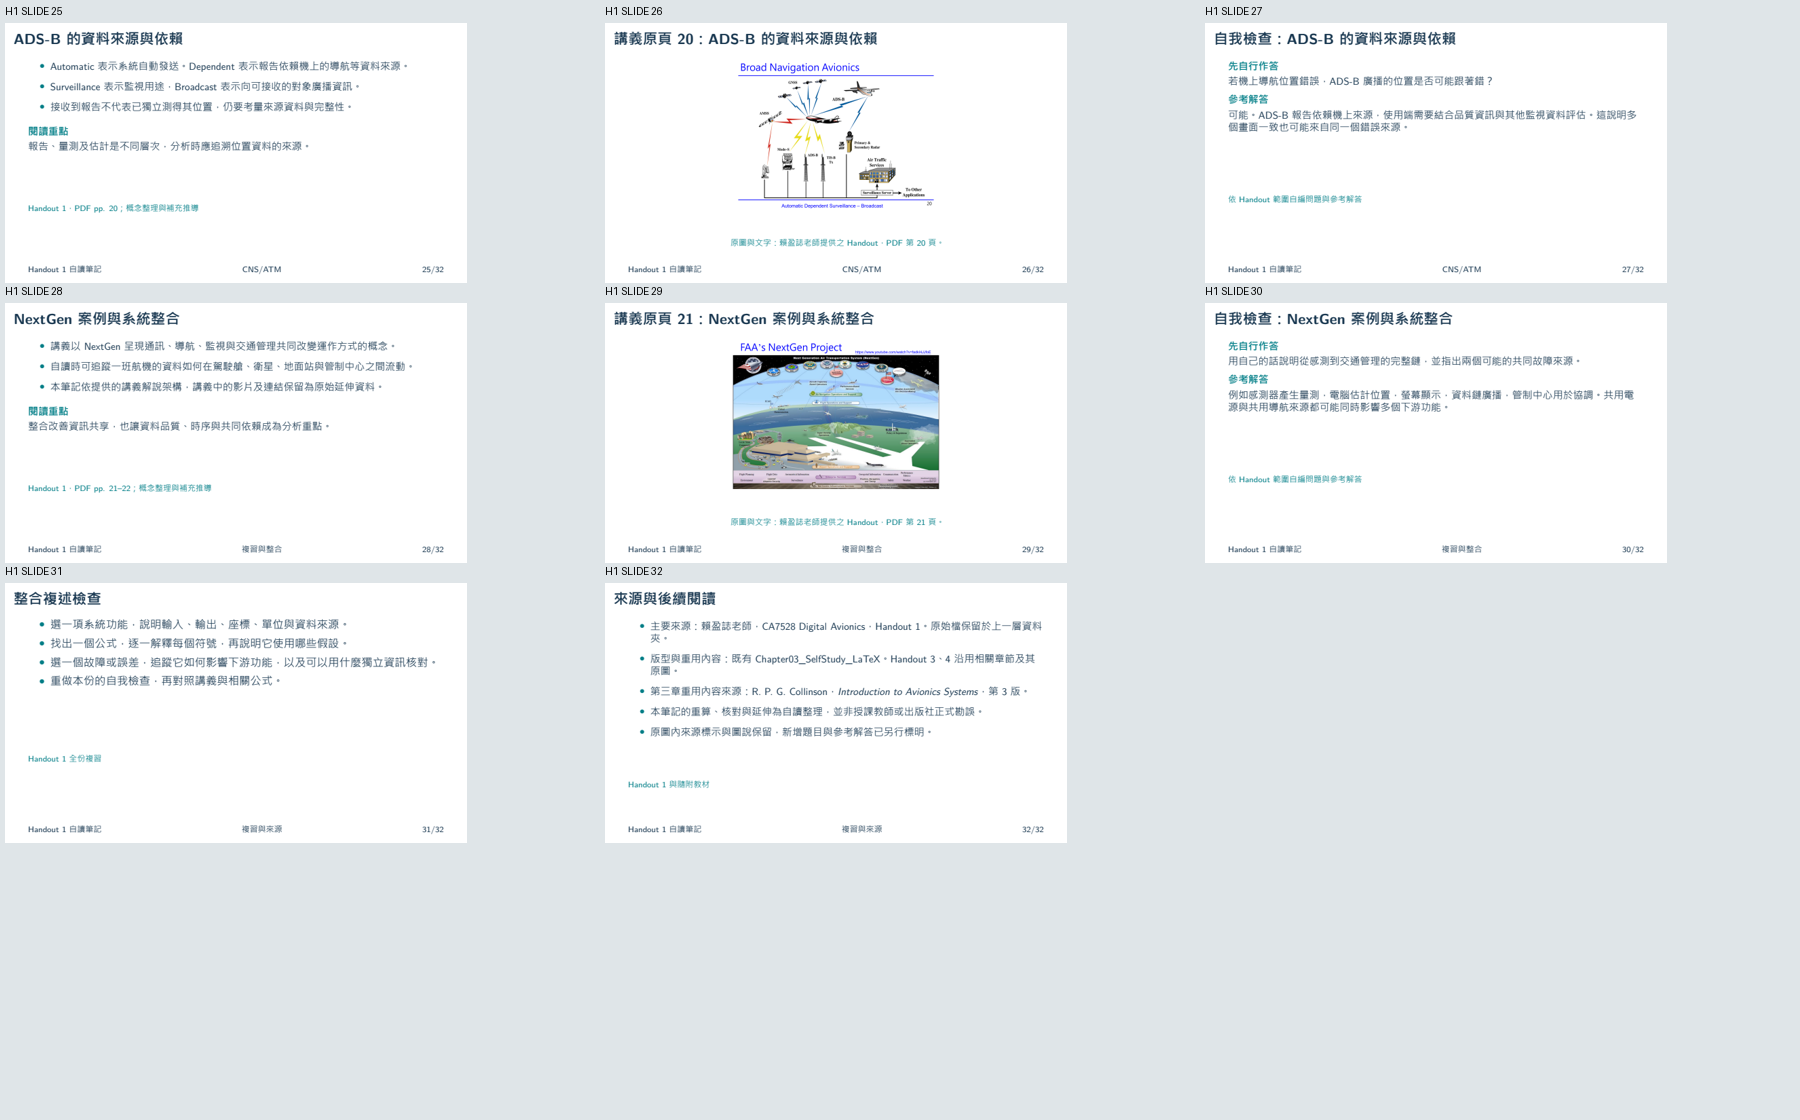 H1 SLIDE 25
ADS-B 的資料來源與依賴
Automatic 表示系統自動發送。Dependent 表示報告依賴機上的導航等資料來源。
Surveillance 表示監視用途，Broadcast 表示向可接收的對象廣播資訊。
接收到報告不代表已獨立測得其位置，仍要考量來源資料與完整性。
閱讀重點
報告、量測及估計是不同層次，分析時應追溯位置資料的來源。
Handout 1，PDF pp. 20；概念整理與補充推導
Handout 1 自讀筆記
CNS/ATM
25/32
H1 SLIDE 26
講義原頁 20：ADS-B 的資料來源與依賴
Broad Navigation Avionics
ADS-B
Primary & Secondary Radar
Air Traffic Services
Surveillance Server
To Other Applications
20
Automatic Dependent Surveillance – Broadcast
原圖與文字：賴盈誌老師提供之 Handout，PDF 第 20 頁。
Handout 1 自讀筆記
CNS/ATM
26/32
H1 SLIDE 27
自我檢查：ADS-B 的資料來源與依賴
先自行作答
若機上導航位置錯誤，ADS-B 廣播的位置是否可能跟著錯？
參考解答
可能。ADS-B 報告依賴機上來源，使用端需要結合品質資訊與其他監視資料評估。這說明多
個畫面一致也可能來自同一個錯誤來源。
依 Handout 範圍自編問題與參考解答
Handout 1 自讀筆記
CNS/ATM
27/32
H1 SLIDE 28
NextGen 案例與系統整合
講義以 NextGen 呈現通訊、導航、監視與交通管理共同改變運作方式的概念。
自讀時可追蹤一班航機的資料如何在駕駛艙、衛星、地面站與管制中心之間流動。
本筆記依提供的講義解說架構，講義中的影片及連結保留為原始延伸資料。
閱讀重點
整合改善資訊共享，也讓資料品質、時序與共同依賴成為分析重點。
Handout 1，PDF pp. 21–22；概念整理與補充推導
Handout 1 自讀筆記
複習與整合
28/32
H1 SLIDE 29
講義原頁 21：NextGen 案例與系統整合
FAA's NextGen Project
原圖與文字：賴盈誌老師提供之 Handout，PDF 第 21 頁。
Handout 1 自讀筆記
複習與整合
29/32
H1 SLIDE 30
自我檢查：NextGen 案例與系統整合
先自行作答
用自己的話說明從感測到交通管理的完整鏈，並指出兩個可能的共同故障來源。
參考解答
例如感測器產生量測，電腦估計位置，螢幕顯示，資料鏈廣播，管制中心用於協調。共用電
源與共用導航來源都可能同時影響多個下游功能。
依 Handout 範圍自編問題與參考解答
Handout 1 自讀筆記
複習與整合
30/32
H1 SLIDE 31
整合複述檢查
選一項系統功能，說明輸入、輸出、座標、單位與資料來源。
找出一個公式，逐一解釋每個符號，再說明它使用哪些假設。
選一個故障或誤差，追蹤它如何影響下游功能，以及可以用什麼獨立資訊核對。
重做本份的自我檢查，再對照講義與相關公式。
Handout 1 全份複習
Handout 1 自讀筆記
複習與來源
31/32
H1 SLIDE 32
來源與後續閱讀
主要來源：賴盈誌老師，CA7528 Digital Avionics，Handout 1。原始檔保留於上一層資料
夾。
版型與重用內容：既有 Chapter03_SelfStudy_LaTeX。Handout 3、4 沿用相關章節及其
原圖。
第三章重用內容來源：R. P. G. Collinson，Introduction to Avionics Systems，第 3 版。
本筆記的重算、核對與延伸為自讀整理，並非授課教師或出版社正式勘誤。
原圖內來源標示與圖說保留，新增題目與參考解答已另行標明。
Handout 1 與隨附教材
Handout 1 自讀筆記
複習與來源
32/32